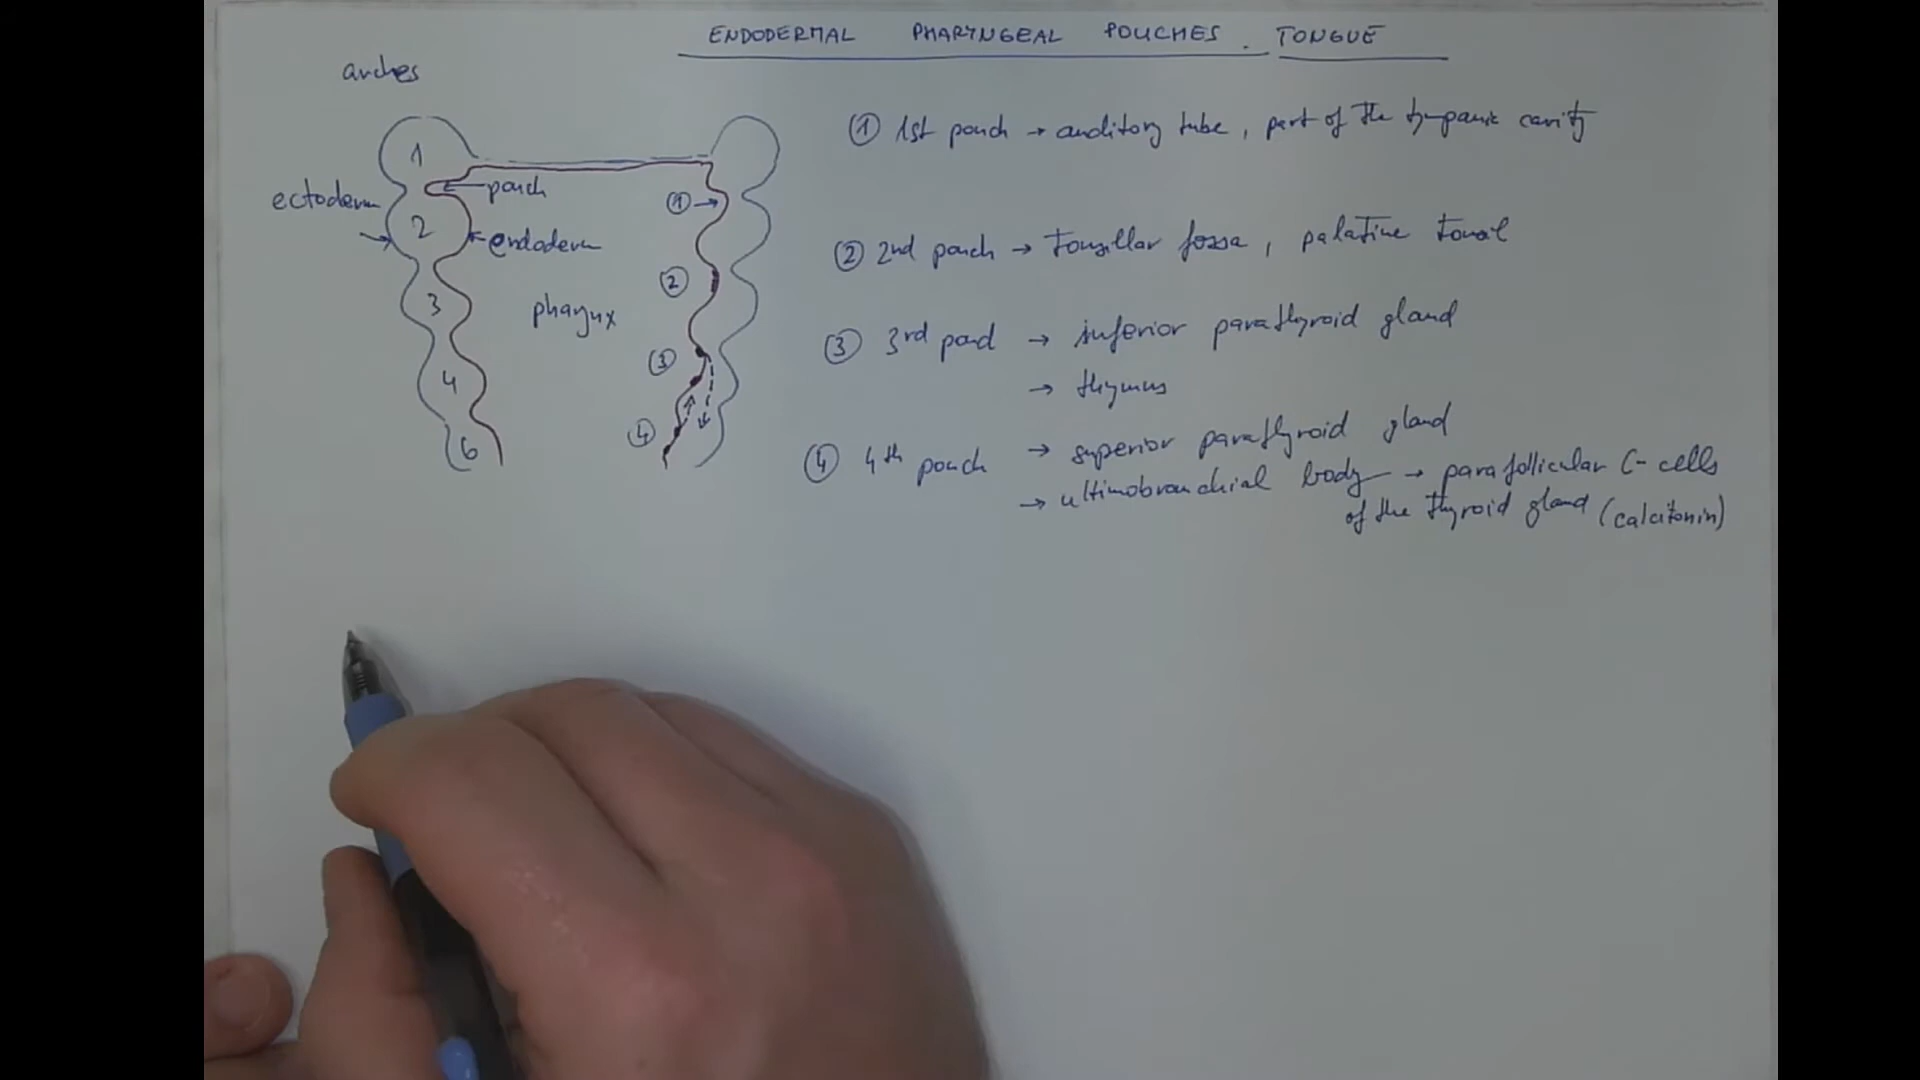 ENDODERMAL PHARYNGEAL POUCHES. TONGUE
arches
1
ectoderm
pouch
2
endoderm
3
pharynx
4
6
1
2
3
4
① 1st pouch → auditory tube, part of the tympanic cavity
② 2nd pouch → Tonsillar fossa, palatine tonsil
③ 3rd pouch → inferior parathyroid gland
→ thymus
④ 4th pouch → superior parathyroid gland
→ ultimobranchial body → parafollicular C-cells
of the thyroid gland (calcitonin)